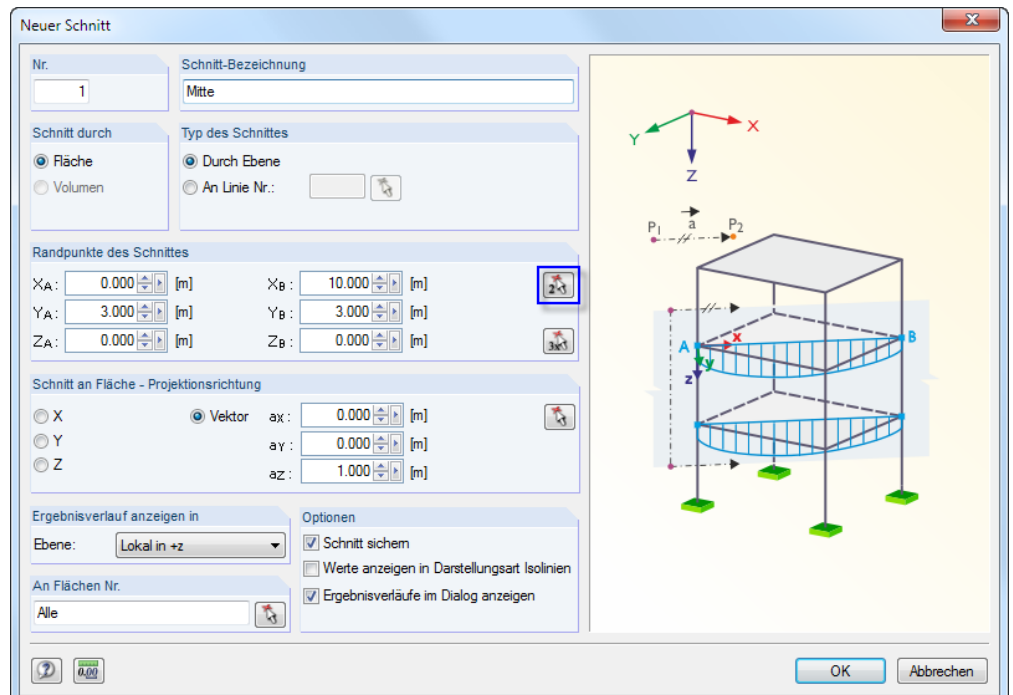 Neuer Schnitt
Nr.
1
Schnitt-Bezeichnung
Mitte
Schnitt durch
Fläche
Volumen
Typ des Schnittes
Durch Ebene
An Linie Nr.:
Randpunkte des Schnittes
XA: 0.000 [m] XB: 10.000 [m]
YA: 3.000 [m] YB: 3.000 [m]
ZA: 0.000 [m] ZB: 0.000 [m]
2x
3x
Schnitt an Fläche - Projektionsrichtung
X Vektor aX: 0.000 [m]
Y aY: 0.000 [m]
Z aZ: 1.000 [m]
Ergebnisverlauf anzeigen in
Ebene: Lokal in +z
An Flächen Nr.
Alle
Optionen
Schnitt sichern
Werte anzeigen in Darstellungsart Isolinien
Ergebnisverläufe im Dialog anzeigen
Y X
Z
P1 a P2
A x B
y
z
0.00
OK Abbrechen